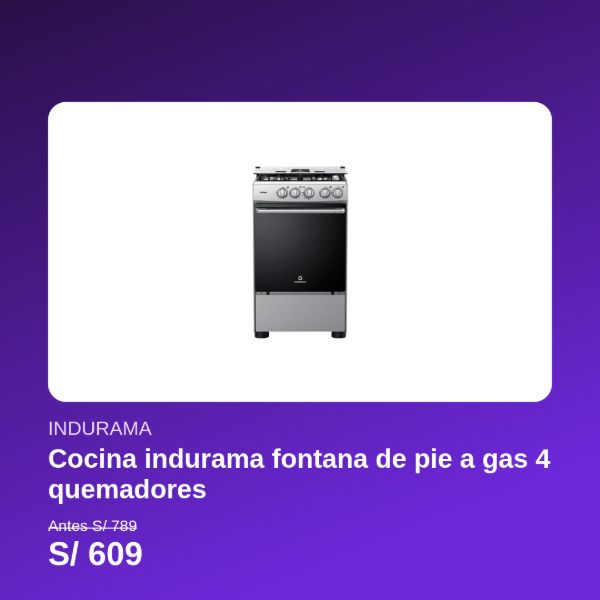 INDURAMA
Cocina indurama fontana de pie a gas 4
quemadores
Antes S/ 789
S/ 609